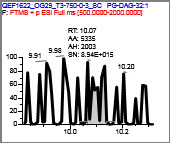 QEF1622_OG29_T3-750-0-3_SC PG-OAG-32:1
F: FTMS + p ESI Full ms [500.0000-2000.0000]
RT: 10.07
AA: 5335
AH: 2003
SN: 8.94E+015
9.91
9.98
10.20
100
80
60
40
20
0
10.0
10.2